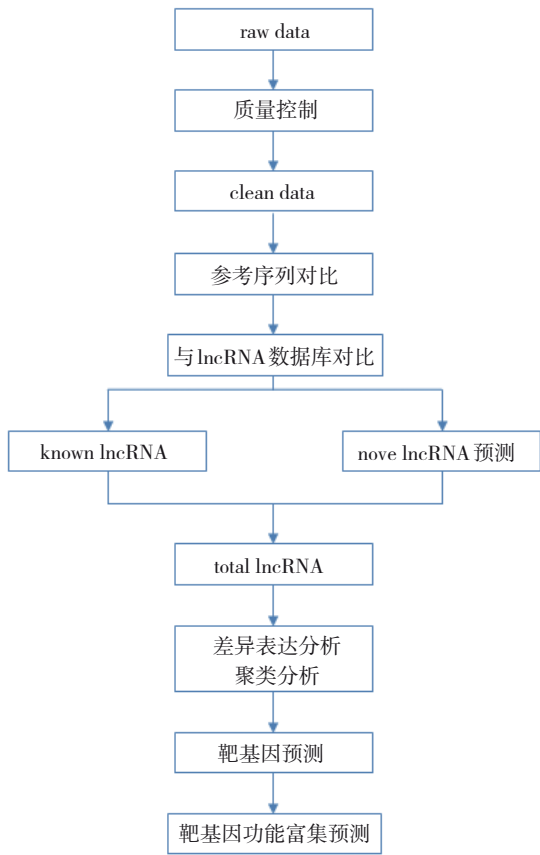 raw data
质量控制
clean data
参考序列对比
与lncRNA数据库对比
known lncRNA
nove lncRNA预测
total lncRNA
差异表达分析
聚类分析
靶基因预测
靶基因功能富集预测